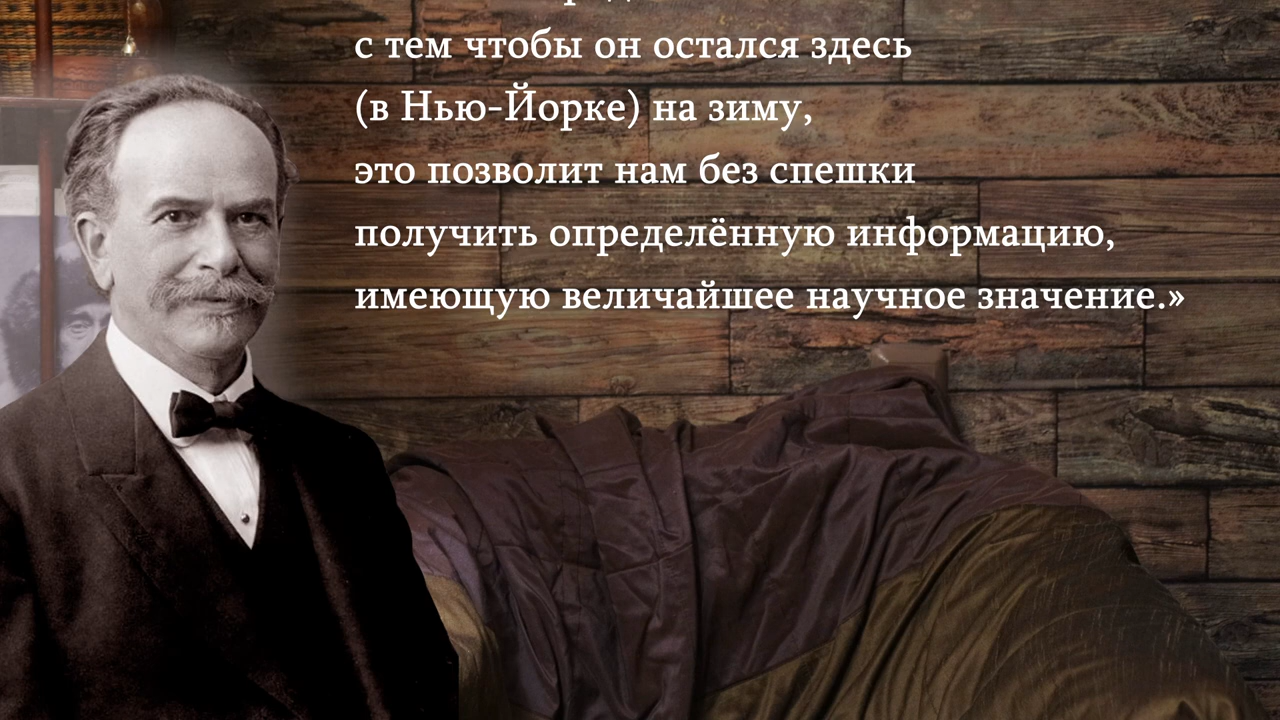 с тем чтобы он остался здесь
(в Нью-Йорке) на зиму,
это позволит нам без спешки
получить определённую информацию,
имеющую величайшее научное значение.»